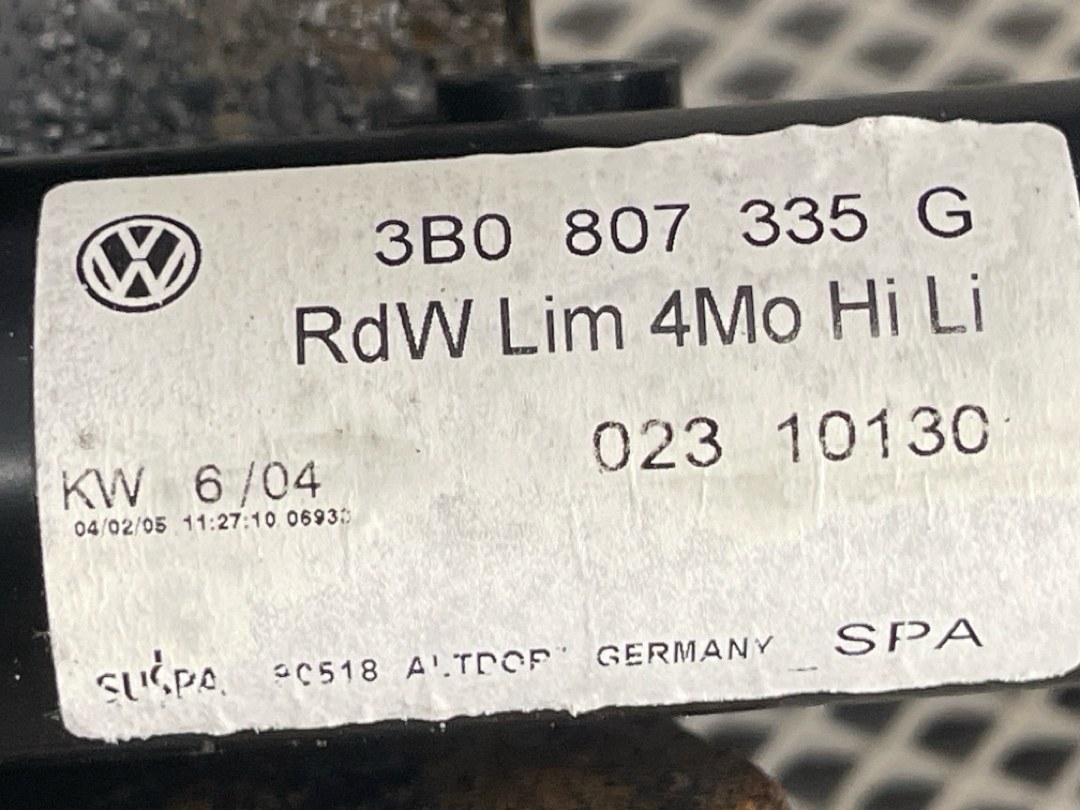 3B0 807 335 G
RdW Lim 4Mo Hi Li
023 10130
KW 6/04
04/02/05 11:27:10
GERMANY SPA